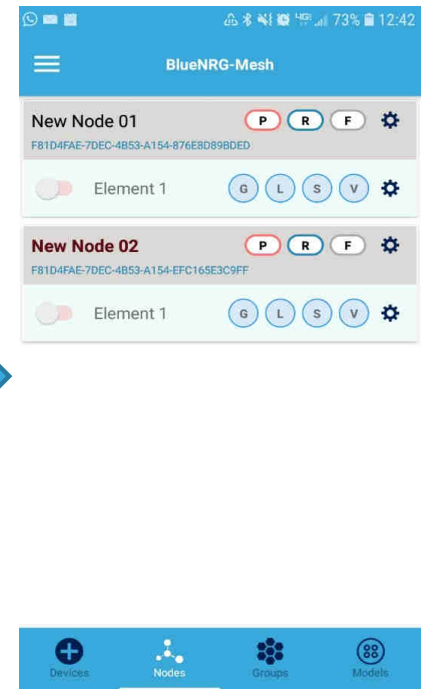 4G 73% 12:42
BlueNRG-Mesh
New Node 01 P R F
F81D4FAE-7DEC-4B53-A154-876E8D89BDED
Element 1 G L S V
New Node 02 P R F
F81D4FAE-7DEC-4B53-A154-EFC165E3C9FF
Element 1 G L S V
Devices Nodes Groups Models